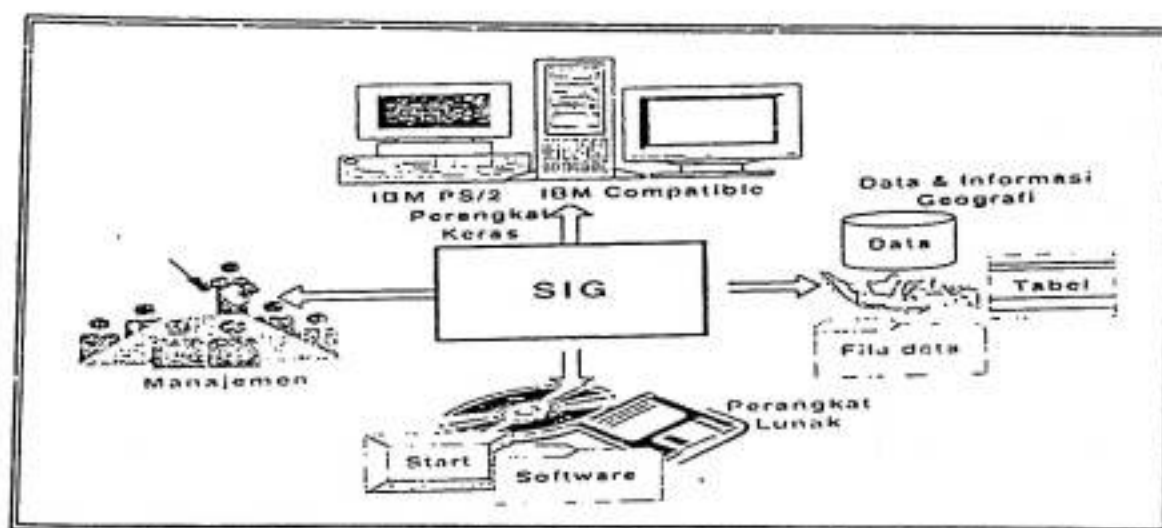 IBM PS/2 IBM Compatible
Perangkat
Keras
Data & Informasi
Geografi
Data
Tabel
File data
SIG
Manajemen
Perangkat
Lunak
Start
Software